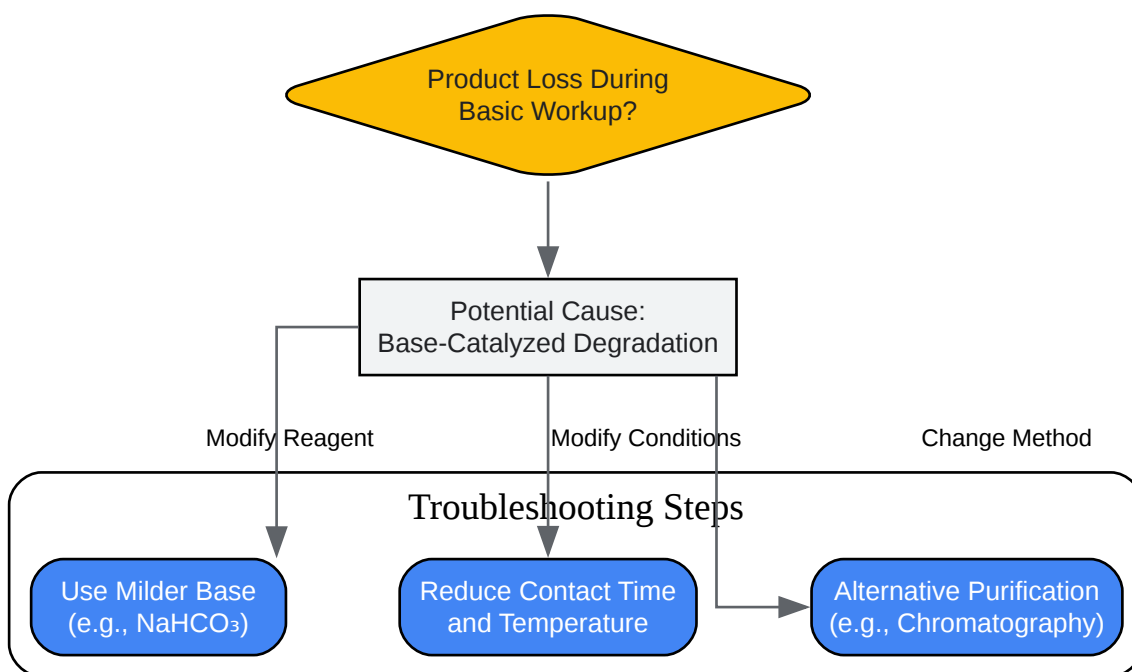 Product Loss During
Basic Workup?
Potential Cause:
Base-Catalyzed Degradation
Modify Reagent
Modify Conditions
Change Method
Troubleshooting Steps
Use Milder Base
(e.g., NaHCO₃)
Reduce Contact Time
and Temperature
Alternative Purification
(e.g., Chromatography)